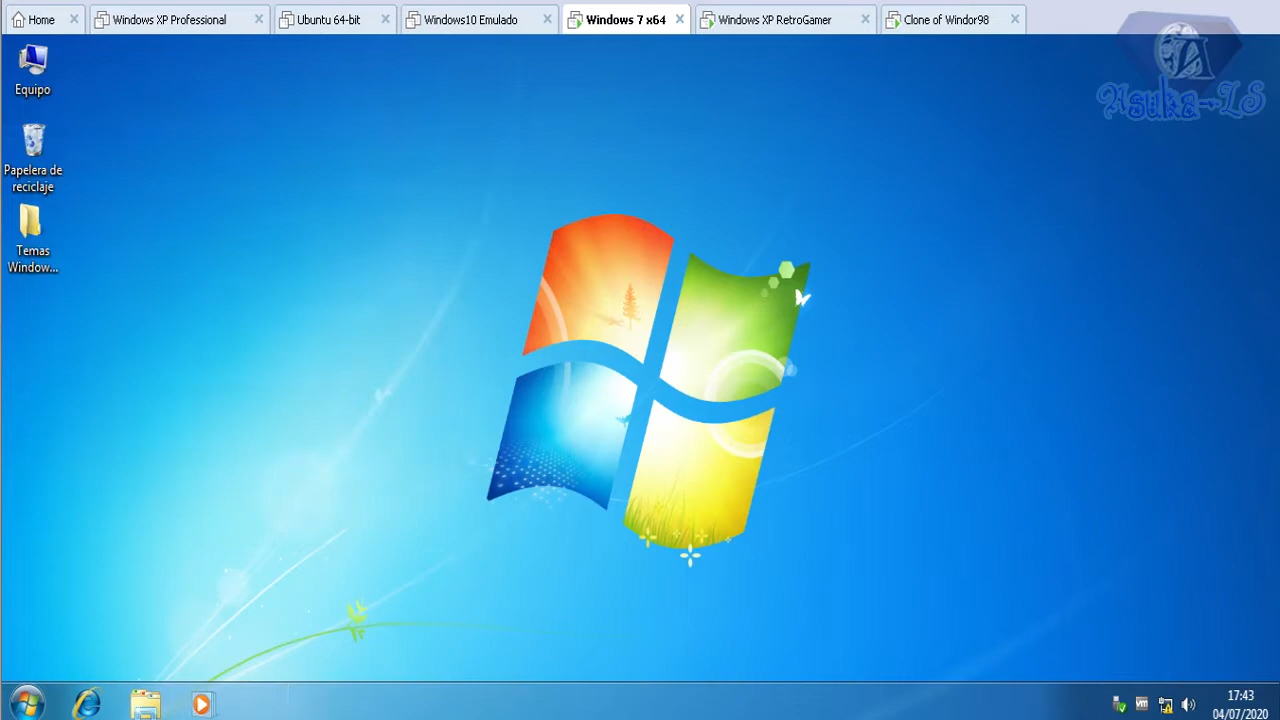 Home
Windows XP Professional
Ubuntu 64-bit
Windows10 Emulado
Windows 7 x64
Windows XP RetroGamer
Clone of Windor98
Asuka-LS
Equipo
Papelera de
reciclaje
Temas
Window...
17:43
04/07/2020